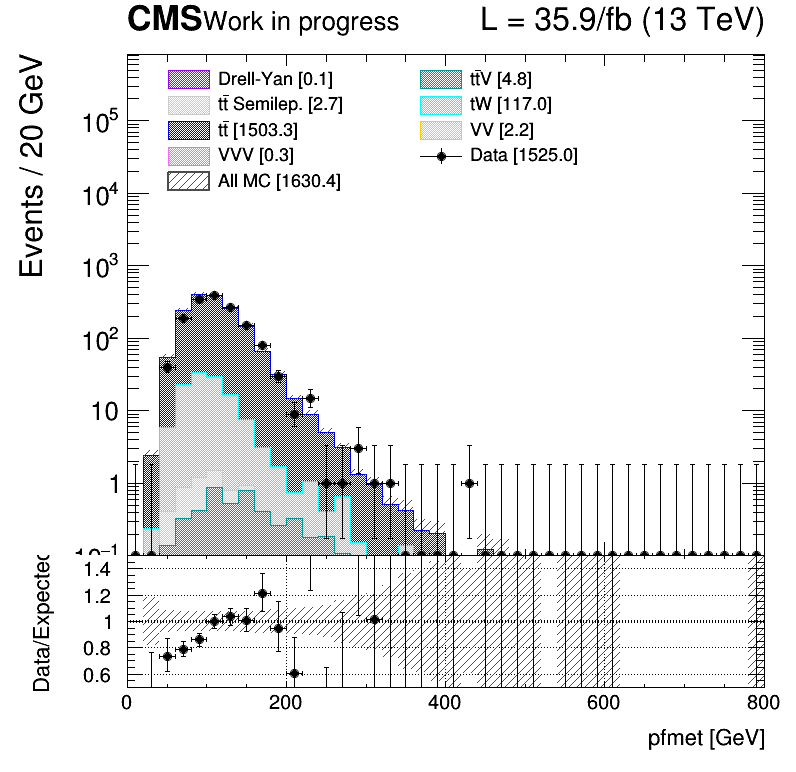 CMS Work in progress L = 35.9/fb (13 TeV)
Events / 20 GeV
Drell-Yan [0.1]
tt̄ Semilep. [2.7]
tt̄ [1503.3]
VVV [0.3]
All MC [1630.4]
tt̄V [4.8]
tW [117.0]
VV [2.2]
Data [1525.0]
10⁵
10⁴
10³
10²
10
1
10⁻¹
Data/Expected
1.4
1.2
1
0.8
0.6
0 200 400 600 800
pfmet [GeV]